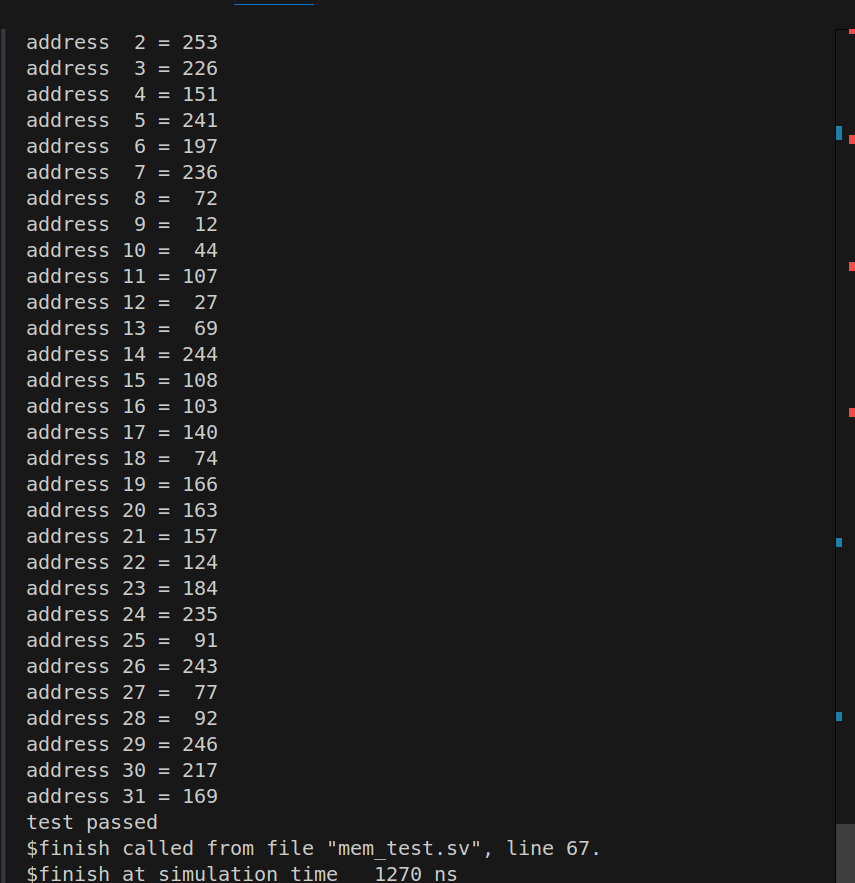 address  2 = 253
address  3 = 226
address  4 = 151
address  5 = 241
address  6 = 197
address  7 = 236
address  8 =  72
address  9 =  12
address 10 =  44
address 11 = 107
address 12 =  27
address 13 =  69
address 14 = 244
address 15 = 108
address 16 = 103
address 17 = 140
address 18 =  74
address 19 = 166
address 20 = 163
address 21 = 157
address 22 = 124
address 23 = 184
address 24 = 235
address 25 =  91
address 26 = 243
address 27 =  77
address 28 =  92
address 29 = 246
address 30 = 217
address 31 = 169
test passed
$finish called from file "mem_test.sv", line 67.
$finish at simulation time   1270 ns